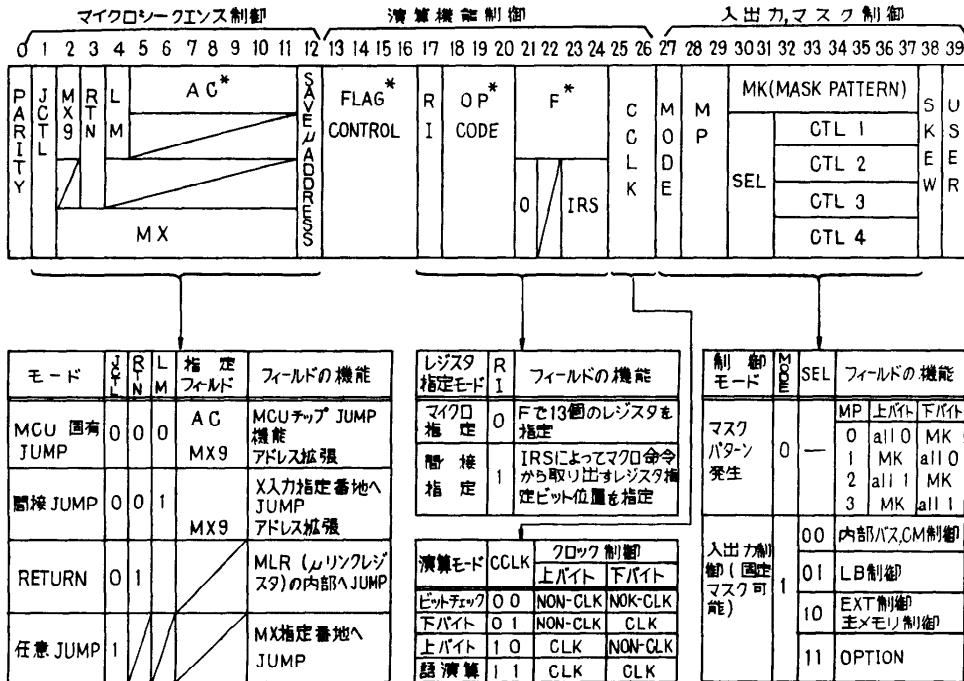 マイクロシークエンス制御 演算機能制御 入出力,マスク制御
0 1 2 3 4 5 6 7 8 9 10 11 12 13 14 15 16 17 18 19 20 21 22 23 24 25 26 27 28 29 30 31 32 33 34 35 36 37 38 39
PARITY
JCTL
MX9
RTN
LM
AC*
MX
SAVE μ ADDRESS
FLAG*
CONTROL
RI
OP*
CODE
F*
0
IRS
CCLK
MODE
MP
MK(MASK PATTERN)
SEL
CTL 1
CTL 2
CTL 3
CTL 4
SKEW
USER
モード JCTL RTN LM 指定フィールド フィールドの機能
MCU 固有 JUMP 0 0 0 AC MCUチップ JUMP機能
MX9 アドレス拡張
間接 JUMP 0 0 1 X入力指定番地へ JUMP
MX9 アドレス拡張
RETURN 0 1 MLR (μリンクレジスタ)の内部へJUMP
任意 JUMP 1 MX指定番地へ JUMP
レジスタ指定モード RI フィールドの機能
マイクロ指定 0 Fで13個のレジスタを指定
間接指定 1 IRSによってマクロ命令から取り出すレジスタ指定ビット位置を指定
演算モード CCLK クロック制御
上バイト 下バイト
ビットチェック 0 0 NON-CLK NOK-CLK
下バイト 0 1 NON-CLK CLK
上バイト 1 0 CLK NON-CLK
語演算 1 1 CLK CLK
制御モード MODE SEL フィールドの機能
マスクパターン発生 0 —
MP 上バイト 下バイト
0 all 0 MK
1 MK all 0
2 all 1 MK
3 MK all 1
入出力制御(固定マスク可能) 1
00 内部バス,CM制御
01 LB制御
10 EXT制御
主メモリ制御
11 OPTION